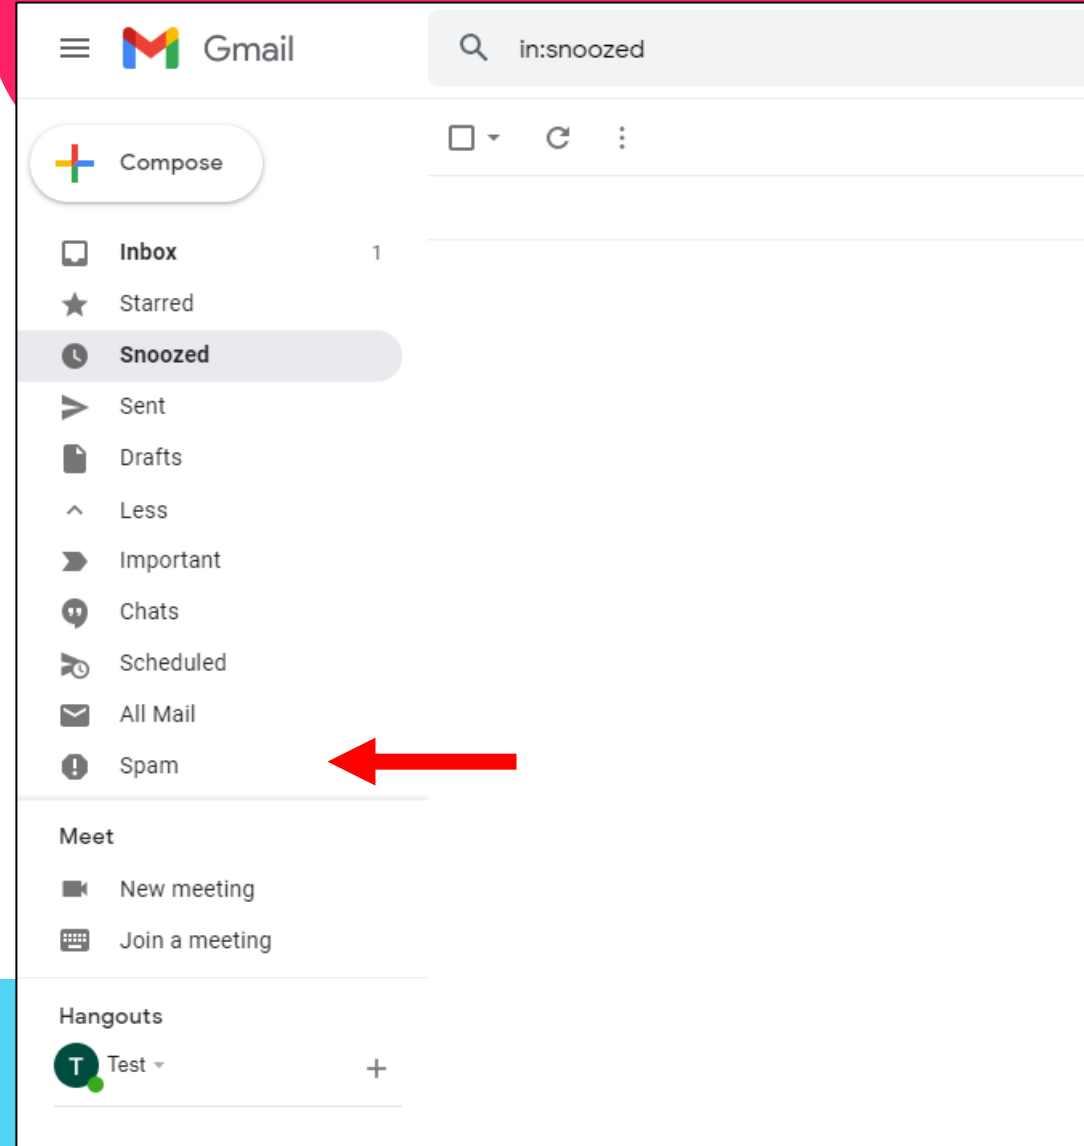 Gmail
in:snoozed
Compose
Inbox 1
Starred
Snoozed
Sent
Drafts
Less
Important
Chats
Scheduled
All Mail
Spam
Meet
New meeting
Join a meeting
Hangouts
T Test